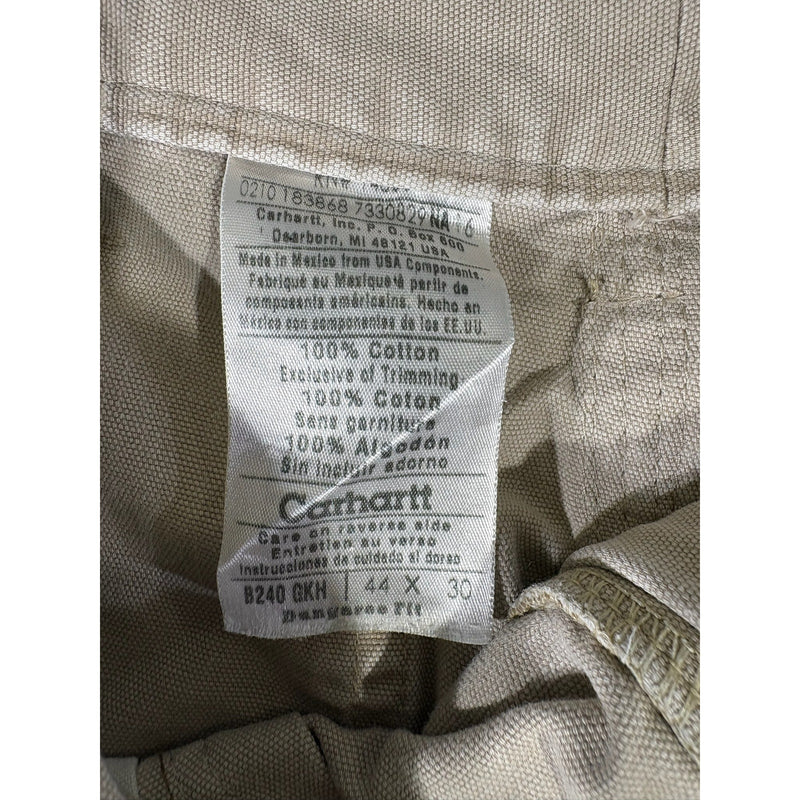 RN#
0210 183868 7330829 NA 16
Carhartt, Inc. P. O. Box 600
Dearborn, MI 48121 USA
Made in Mexico from USA Components.
Fabriqué au Mexique à partir de
composants américains. Hecho en
México con componentes de los EE.UU.
100% Cotton
Exclusive of Trimming
100% Coton
Sans garniture
100% Algodón
Sin incluir adorno
Carhartt
Care on reverse side
Entretien au verso
Instrucciones de cuidado al dorso
B240 GKH | 44 X 30
Dungaree Fit